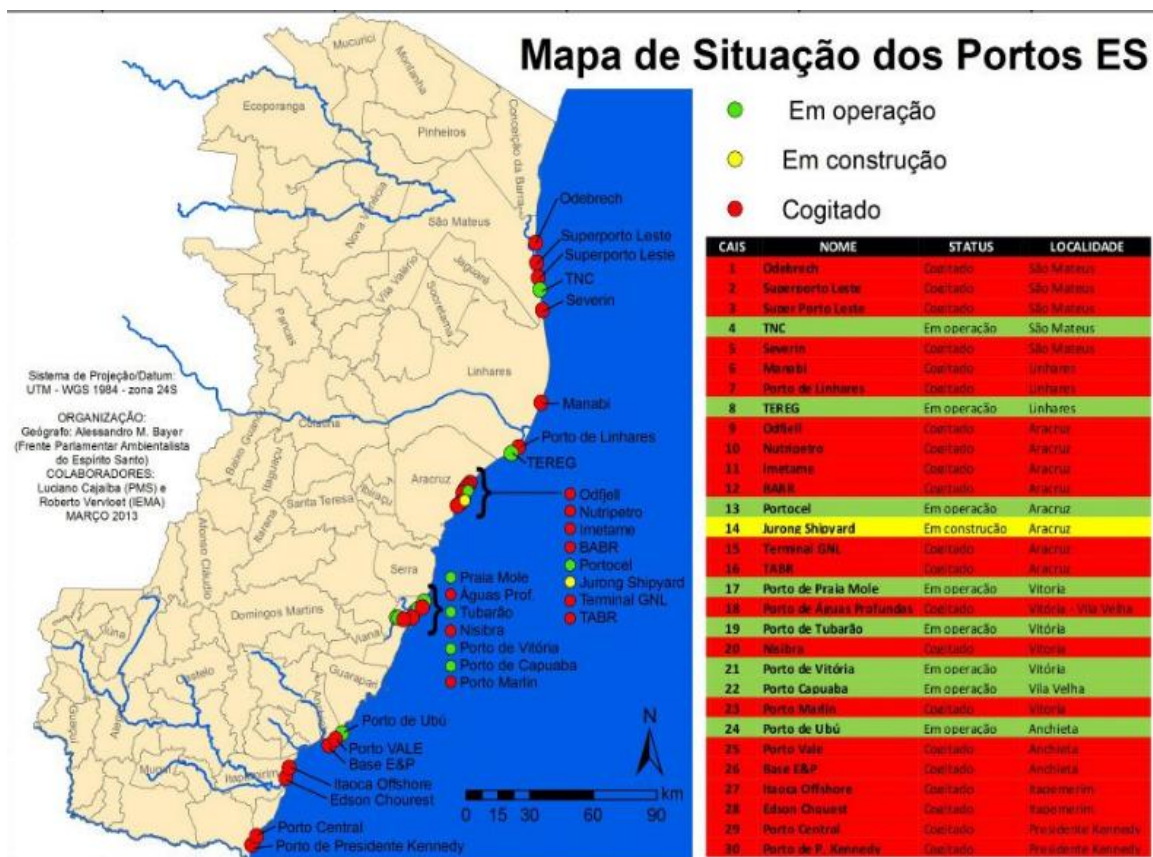 Mapa de Situação dos Portos ES
Em operação
Em construção
Cogitado
Mucurici
Montanha
Ecoporanga
Pinheiros
Conceição da Barra
Nova Venécia
São Mateus
Vila Valério
Jaguaré
Sooretama
Pancas
Linhares
Colatina
Baixo Guandu
Itaguaçu
Itarana
Santa Teresa
Ibiraçu
Aracruz
Afonso Cláudio
Serra
Domingos Martins
Viana
Iúna
Castelo
Guarapari
Guaçuí
Itapemirim
Odebrech
Superporto Leste
Superporto Leste
TNC
Severin
Manabi
Porto de Linhares
TEREG
Odfjell
Nutripetro
Imetame
BABR
Portocel
Jurong Shipyard
Terminal GNL
TABR
Praia Mole
Águas Prof.
Tubarão
Nisibra
Porto de Vitória
Porto de Capuaba
Porto Marlin
Porto de Ubú
Porto VALE
Base E&P
Itaoca Offshore
Edson Chourest
Porto Central
Porto de Presidente Kennedy
Sistema de Projeção/Datum:
UTM - WGS 1984 - zona 24S
ORGANIZAÇÃO:
Geógrafo: Alessandro M. Bayer
(Frente Parlamentar Ambientalista
do Espírito Santo)
COLABORADORES:
Luciano Cajaíba (PMS) e
Roberto Vervloet (IEMA)
MARÇO 2013
N
km
0 15 30 60 90
CAIS NOME STATUS LOCALIDADE
1 Odebrech Cogitado São Mateus
2 Superporto Leste Cogitado São Mateus
3 Super Porto Leste Cogitado São Mateus
4 TNC Em operação São Mateus
5 Severin Cogitado São Mateus
6 Manabi Cogitado Linhares
7 Porto de Linhares Cogitado Linhares
8 TEREG Em operação Linhares
9 Odfjell Cogitado Aracruz
10 Nutripetro Cogitado Aracruz
11 Imetame Cogitado Aracruz
12 BABR Cogitado Aracruz
13 Portocel Em operação Aracruz
14 Jurong Shipyard Em construção Aracruz
15 Terminal GNL Cogitado Aracruz
16 TABR Cogitado Aracruz
17 Porto de Praia Mole Em operação Vitoria
18 Porto de Águas Profundas Cogitado Vitória - Vila Velha
19 Porto de Tubarão Em operação Vitória
20 Nisibra Cogitado Vitoria
21 Porto de Vitória Em operação Vitória
22 Porto Capuaba Em operação Vila Velha
23 Porto Marlin Cogitado Vitoria
24 Porto de Ubú Em operação Anchieta
25 Porto Vale Cogitado Anchieta
26 Base E&P Cogitado Anchieta
27 Itaoca Offshore Cogitado Itapemerim
28 Edson Chouest Cogitado Itapemerim
29 Porto Central Cogitado Presidente Kennedy
30 Porto de P. Kennedy Cogitado Presidente Kennedy